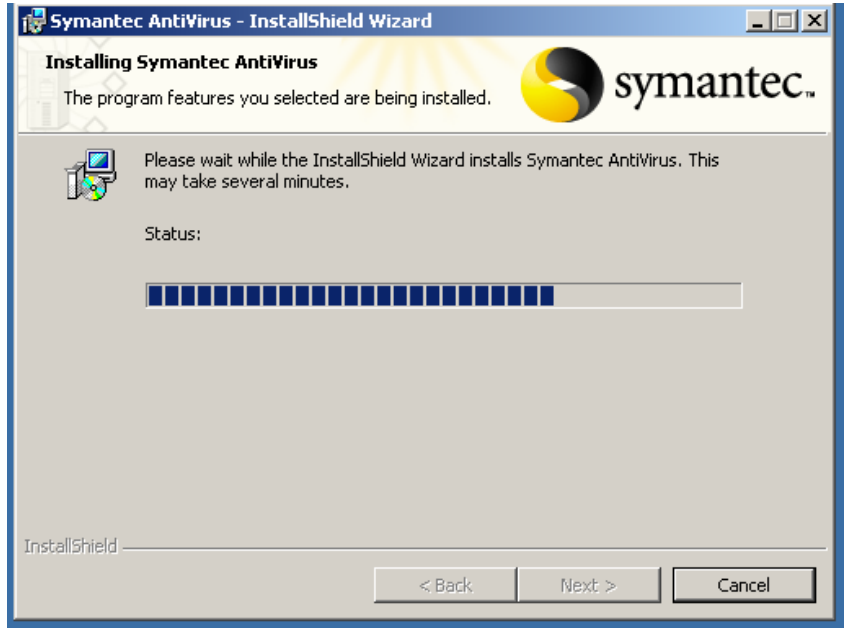 Symantec AntiVirus - InstallShield Wizard
Installing Symantec AntiVirus
The program features you selected are being installed.
symantec™
Please wait while the InstallShield Wizard installs Symantec AntiVirus. This
may take several minutes.
Status:
InstallShield
< Back Next > Cancel